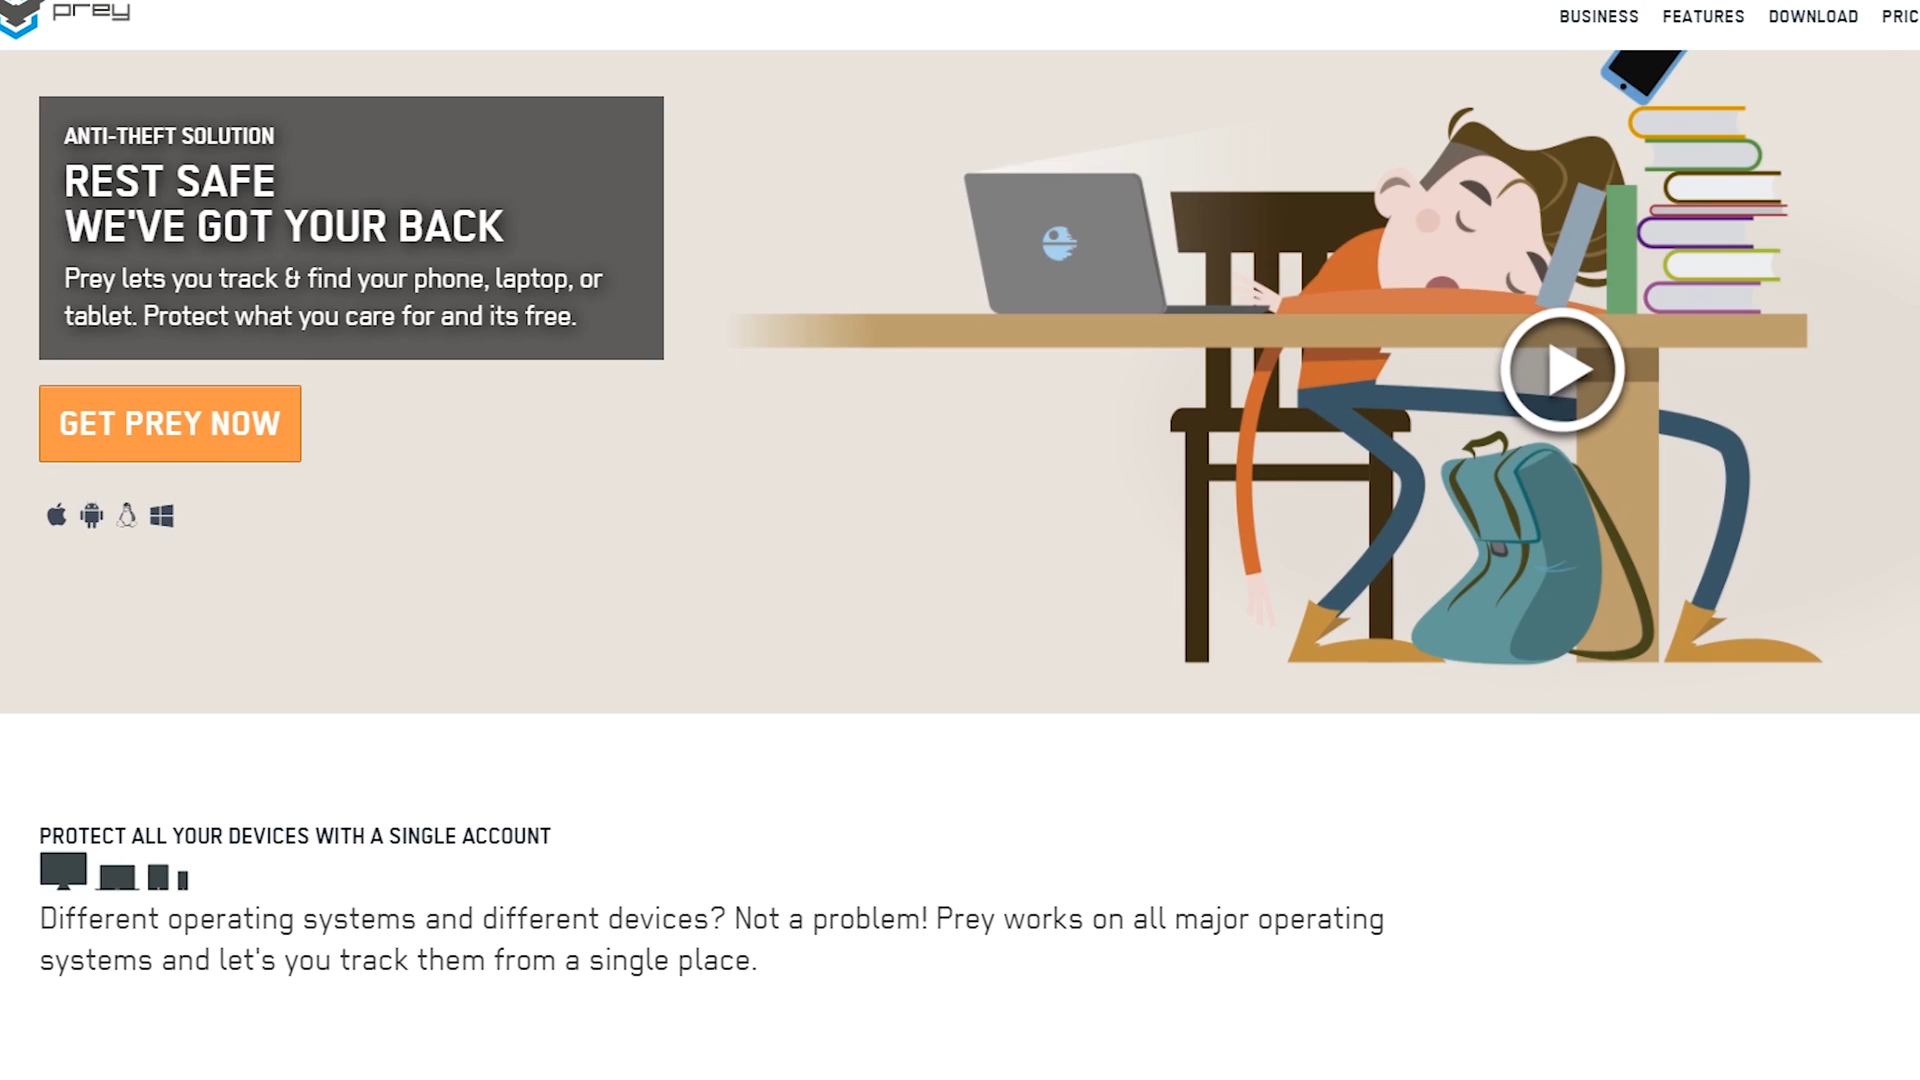 prey
BUSINESS FEATURES DOWNLOAD PRIC
ANTI-THEFT SOLUTION
REST SAFE
WE'VE GOT YOUR BACK
Prey lets you track & find your phone, laptop, or
tablet. Protect what you care for and its free.
GET PREY NOW
PROTECT ALL YOUR DEVICES WITH A SINGLE ACCOUNT
Different operating systems and different devices? Not a problem! Prey works on all major operating
systems and let's you track them from a single place.